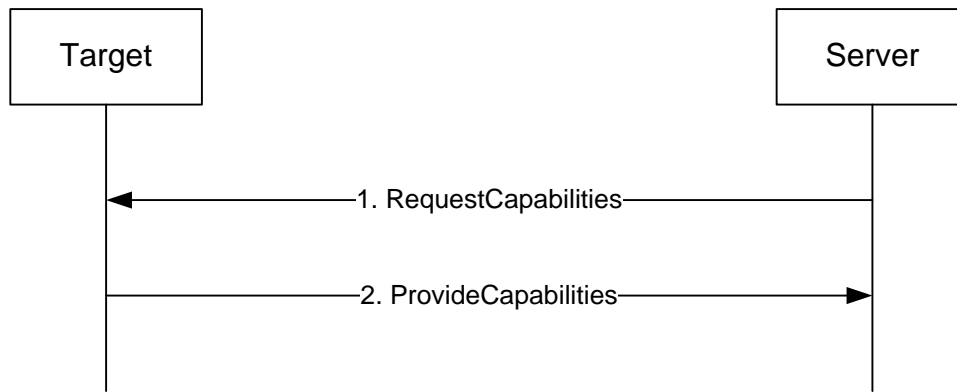 Target
Server
1. RequestCapabilities
2. ProvideCapabilities